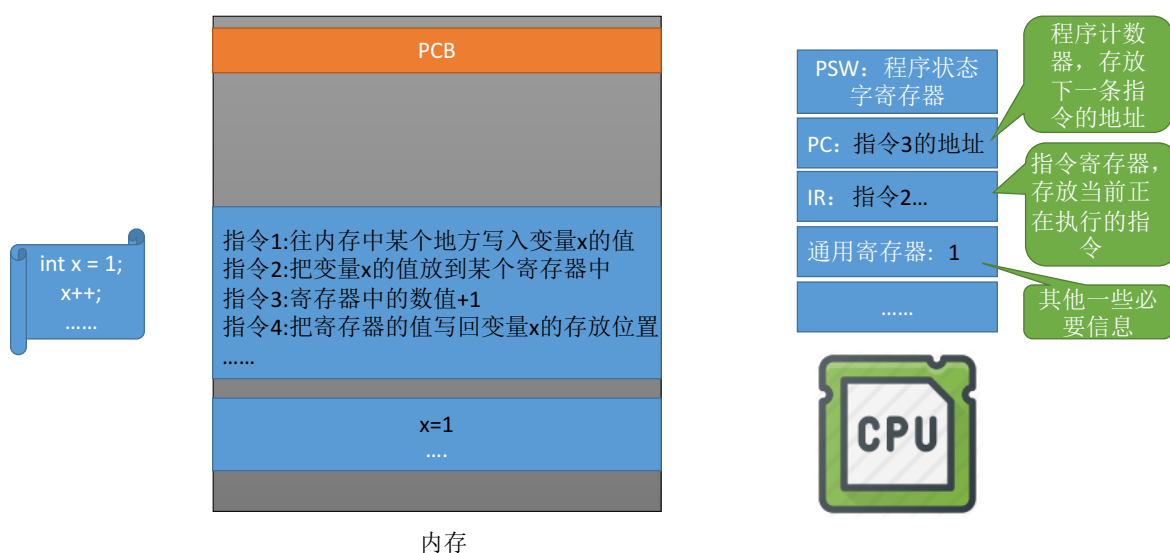 PCB
int x = 1;
x++;
……
指令1:往内存中某个地方写入变量x的值
指令2:把变量x的值放到某个寄存器中
指令3:寄存器中的数值+1
指令4:把寄存器的值写回变量x的存放位置
……
x=1
….
内存
PSW：程序状态
字寄存器
PC：指令3的地址
IR：指令2…
通用寄存器: 1
……
程序计数
器，存放
下一条指
令的地址
指令寄存器，
存放当前正
在执行的指
令
其他一些必
要信息
CPU